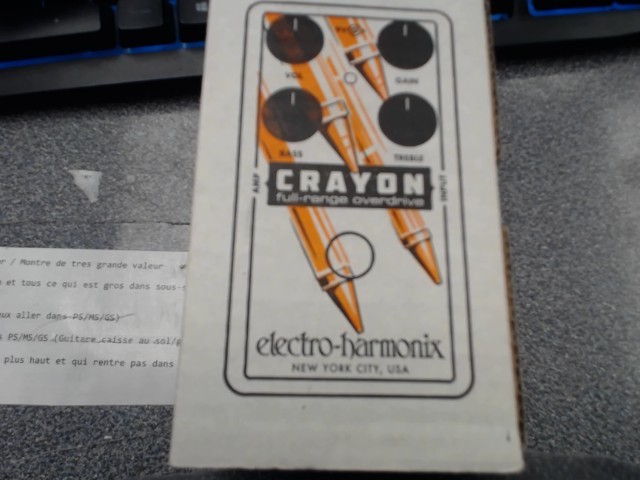 9V
VOL
GAIN
BASS
TREBLE
AMP
INPUT
CRAYON
full-range overdrive
electro-harmonix
NEW YORK CITY, USA
/ Montre de tres grande valeur
et tous ce qui est gros dans
aller dans PS/MS/GS)
PS/MS/GS (Guitare,caisse au sol/
plus haut et qui rentre pas dans